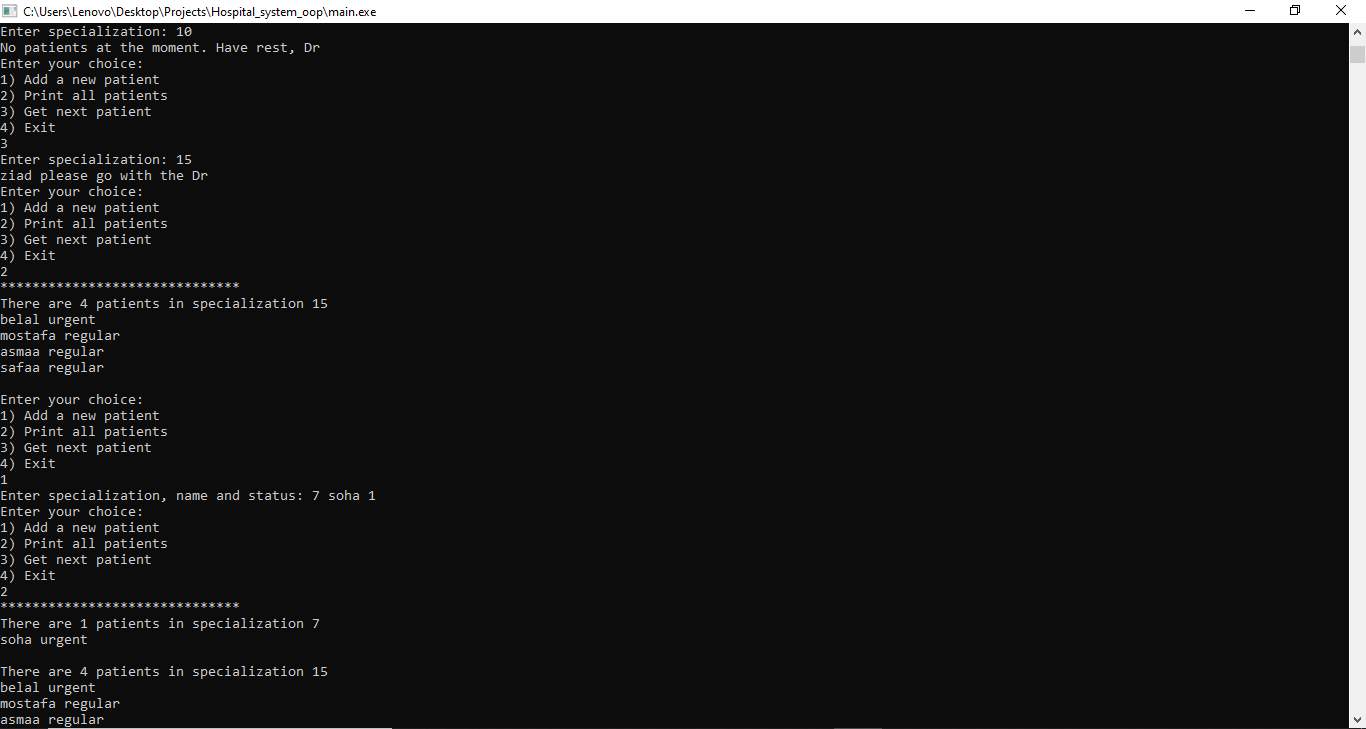 C:\Users\Lenovo\Desktop\Projects\Hospital_system_oop\main.exe
Enter specialization: 10
No patients at the moment. Have rest, Dr
Enter your choice:
1) Add a new patient
2) Print all patients
3) Get next patient
4) Exit
3
Enter specialization: 15
ziad please go with the Dr
Enter your choice:
1) Add a new patient
2) Print all patients
3) Get next patient
4) Exit
2
******************************
There are 4 patients in specialization 15
belal urgent
mostafa regular
asmaa regular
safaa regular
Enter your choice:
1) Add a new patient
2) Print all patients
3) Get next patient
4) Exit
1
Enter specialization, name and status: 7 soha 1
Enter your choice:
1) Add a new patient
2) Print all patients
3) Get next patient
4) Exit
2
******************************
There are 1 patients in specialization 7
soha urgent
There are 4 patients in specialization 15
belal urgent
mostafa regular
asmaa regular